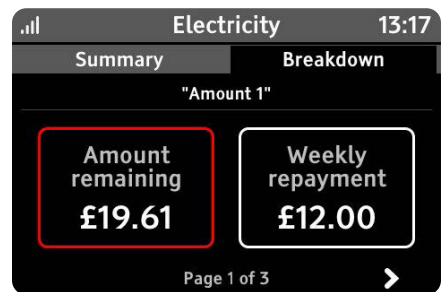 Electricity 13:17
Summary Breakdown
"Amount 1"
Amount remaining
£19.61
Weekly repayment
£12.00
Page 1 of 3